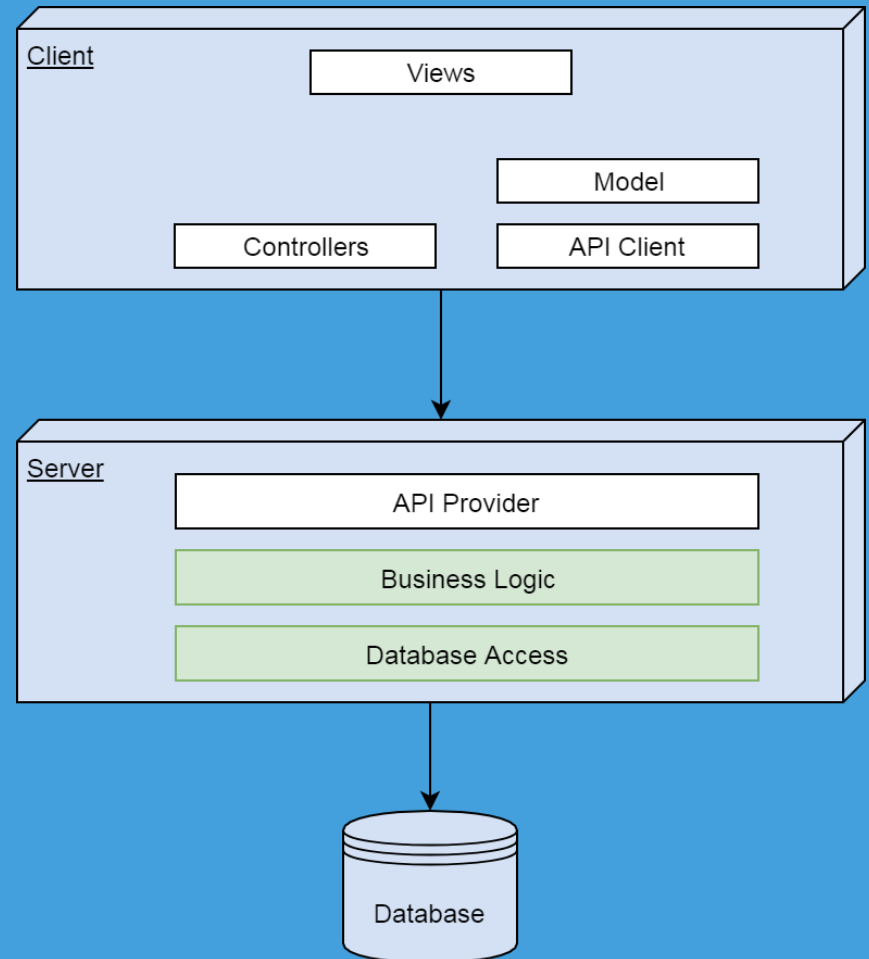 Client
Views
Model
Controllers
API Client
Server
API Provider
Business Logic
Database Access
Database